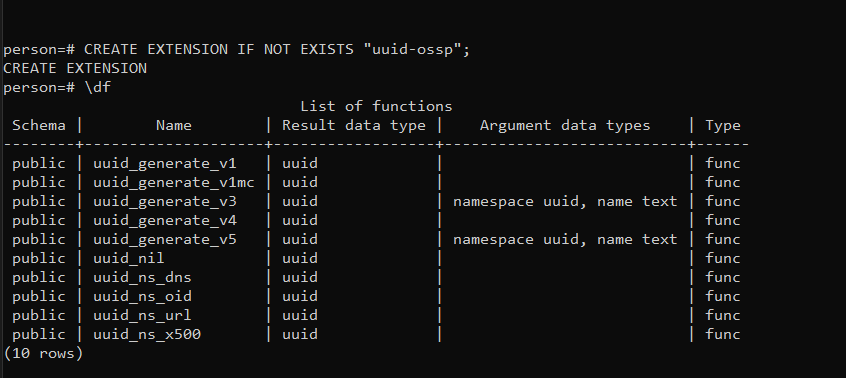 person=# CREATE EXTENSION IF NOT EXISTS "uuid-ossp";
CREATE EXTENSION
person=# \df
                                 List of functions
 Schema |        Name        | Result data type |    Argument data types    | Type
--------+--------------------+------------------+---------------------------+------
 public | uuid_generate_v1   | uuid             |                           | func
 public | uuid_generate_v1mc | uuid             |                           | func
 public | uuid_generate_v3   | uuid             | namespace uuid, name text | func
 public | uuid_generate_v4   | uuid             |                           | func
 public | uuid_generate_v5   | uuid             | namespace uuid, name text | func
 public | uuid_nil           | uuid             |                           | func
 public | uuid_ns_dns        | uuid             |                           | func
 public | uuid_ns_oid        | uuid             |                           | func
 public | uuid_ns_url        | uuid             |                           | func
 public | uuid_ns_x500       | uuid             |                           | func
(10 rows)